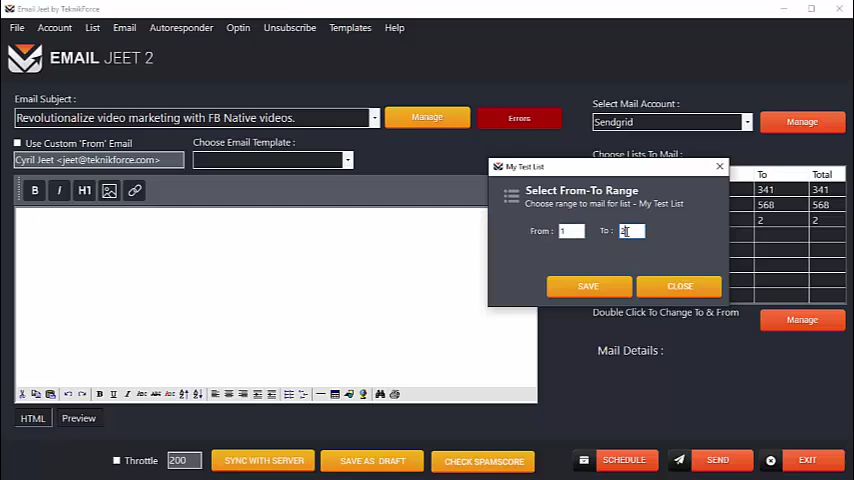 Email Jeet by TeknikForce
File Account List Email Autoresponder Optin Unsubscribe Templates Help
EMAIL JEET 2
Email Subject :
Revolutionalize video marketing with FB Native videos.
Manage
Errors
Select Mail Account :
Sendgrid
Manage
Use Custom 'From' Email
Choose Email Template :
Cyril Jeet <jeet@teknikforce.com>
Choose Lists To Mail :
B I H1
My Test List
Select From-To Range
Choose range to mail for list - My Test List
From : 1 To : 2
SAVE CLOSE
To Total
341 341
568 568
2 2
Double Click To Change To & From
Manage
Mail Details :
HTML Preview
Throttle 200 SYNC WITH SERVER SAVE AS DRAFT CHECK SPAMSCORE SCHEDULE SEND EXIT